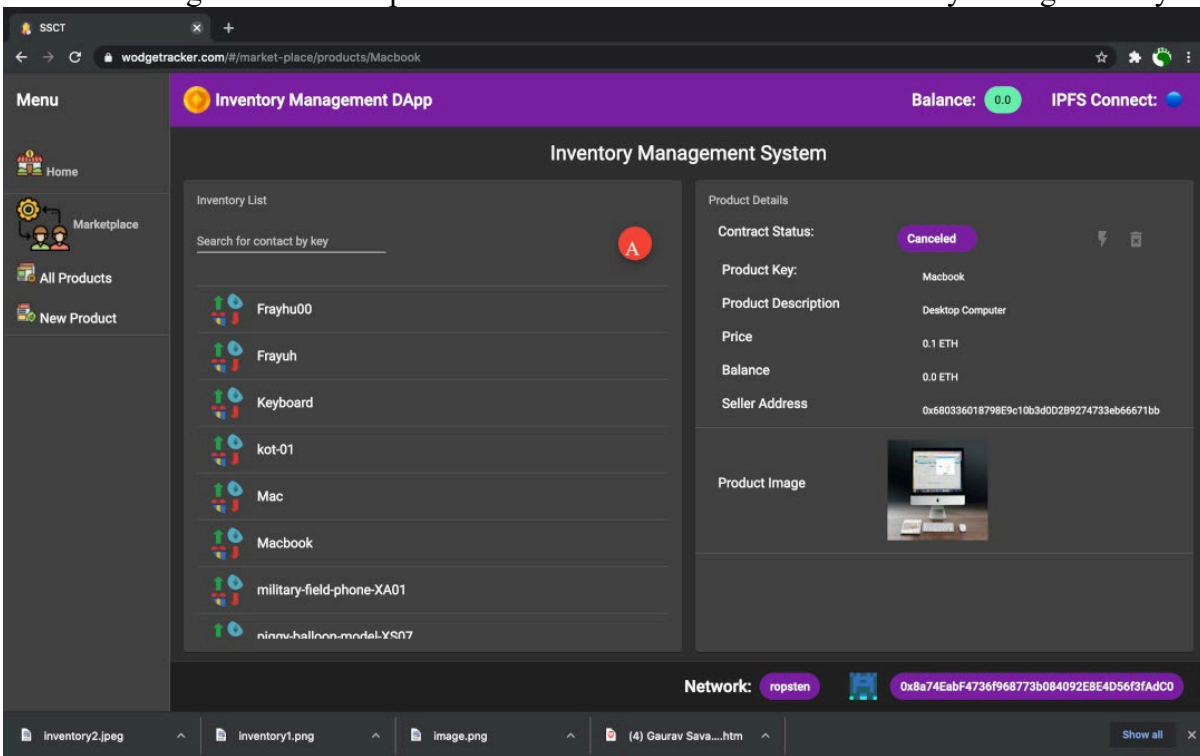 SSCT
wodgetracker.com/#/market-place/products/Macbook
Menu
Inventory Management DApp
Balance: 0.0 IPFS Connect:
Home
Marketplace
All Products
New Product
Inventory Management System
Inventory List
Search for contact by key
A
Frayhu00
Frayuh
Keyboard
kot-01
Mac
Macbook
military-field-phone-XA01
piggy-balloon-model-XS07
Product Details
Contract Status: Canceled
Product Key: Macbook
Product Description Desktop Computer
Price 0.1 ETH
Balance 0.0 ETH
Seller Address 0x680336018798E9c10b3d0D2B9274733eb66671bb
Product Image
Network: ropsten 0x8a74EabF4736f968773b084092E8E4D56f3fAdC0
inventory2.jpeg inventory1.png image.png (4) Gaurav Sava....htm Show all